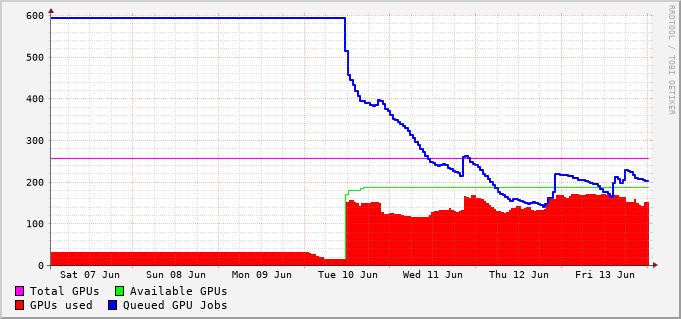 600
500
400
300
200
100
0
Sat 07 Jun Sun 08 Jun Mon 09 Jun Tue 10 Jun Wed 11 Jun Thu 12 Jun Fri 13 Jun
Total GPUs Available GPUs
GPUs used Queued GPU Jobs
RRDTOOL / TOBI OETIKER